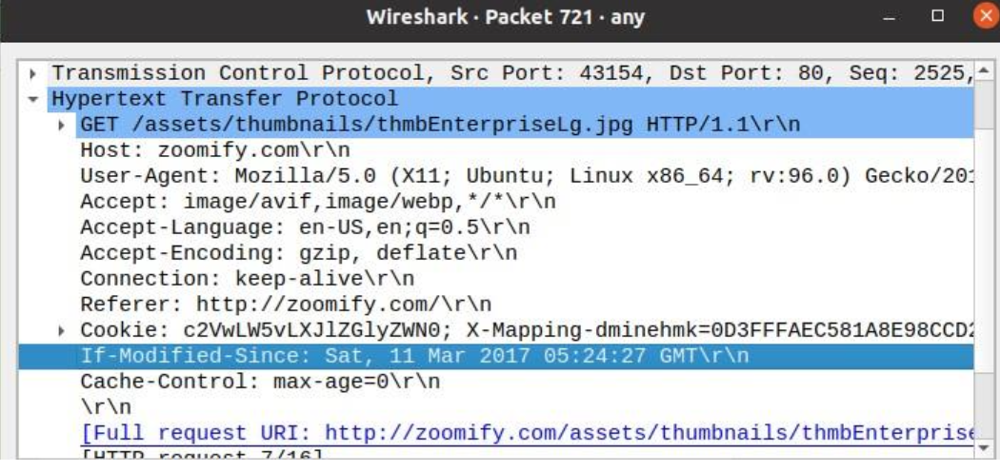 Wireshark · Packet 721 · any
Transmission Control Protocol, Src Port: 43154, Dst Port: 80, Seq: 2525,
Hypertext Transfer Protocol
GET /assets/thumbnails/thmbEnterpriseLg.jpg HTTP/1.1\r\n
Host: zoomify.com\r\n
User-Agent: Mozilla/5.0 (X11; Ubuntu; Linux x86_64; rv:96.0) Gecko/201
Accept: image/avif,image/webp,*/*\r\n
Accept-Language: en-US,en;q=0.5\r\n
Accept-Encoding: gzip, deflate\r\n
Connection: keep-alive\r\n
Referer: http://zoomify.com/\r\n
Cookie: c2VwLW5vLXJlZGlyZWN0; X-Mapping-dminehmk=0D3FFFAEC581A8E98CCD2
If-Modified-Since: Sat, 11 Mar 2017 05:24:27 GMT\r\n
Cache-Control: max-age=0\r\n
\r\n
[Full request URI: http://zoomify.com/assets/thumbnails/thmbEnterprise
[HTTP request 7/16]